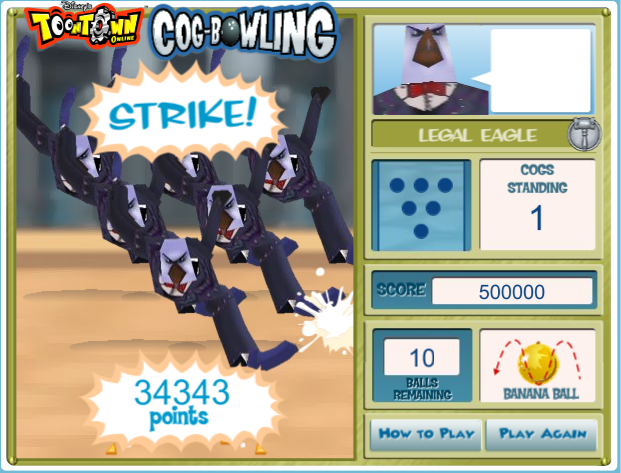 Disney's
TOONTOWN
ONLINE
COG-BOWLING
STRIKE!
34343
points
LEGAL EAGLE
COGS
STANDING
1
SCORE 500000
10
BALLS
REMAINING
BANANA BALL
HOW TO PLAY
PLAY AGAIN